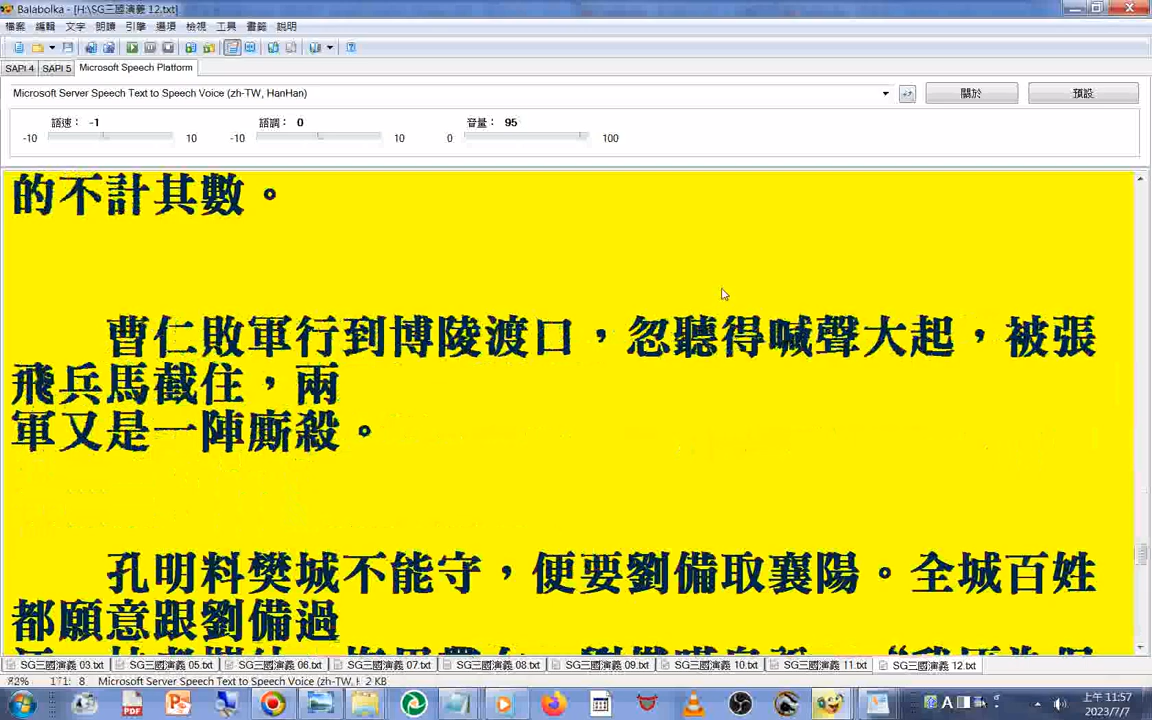 Balabolka - [H:\SG三國演義 12.txt]
檔案 編輯 文字 朗讀 引擎 選項 檢視 工具 書籤 說明
SAPI 4 SAPI 5 Microsoft Speech Platform
Microsoft Server Speech Text to Speech Voice (zh-TW, HanHan) 關於 預設
語速： -1 語調： 0 音量： 95
-10 10 -10 10 0 100
的不計其數。
曹仁敗軍行到博陵渡口，忽聽得喊聲大起，被張
飛兵馬截住，兩
軍又是一陣廝殺。
孔明料樊城不能守，便要劉備取襄陽。全城百姓
都願意跟劉備過
SG三國演義 03.txt SG三國演義 05.txt SG三國演義 06.txt SG三國演義 07.txt SG三國演義 08.txt SG三國演義 09.txt SG三國演義 10.txt SG三國演義 11.txt SG三國演義 12.txt
82% 171: 8 Microsoft Server Speech Text to Speech Voice (zh-TW, H 2 KB
上午 11:57
2023/7/7